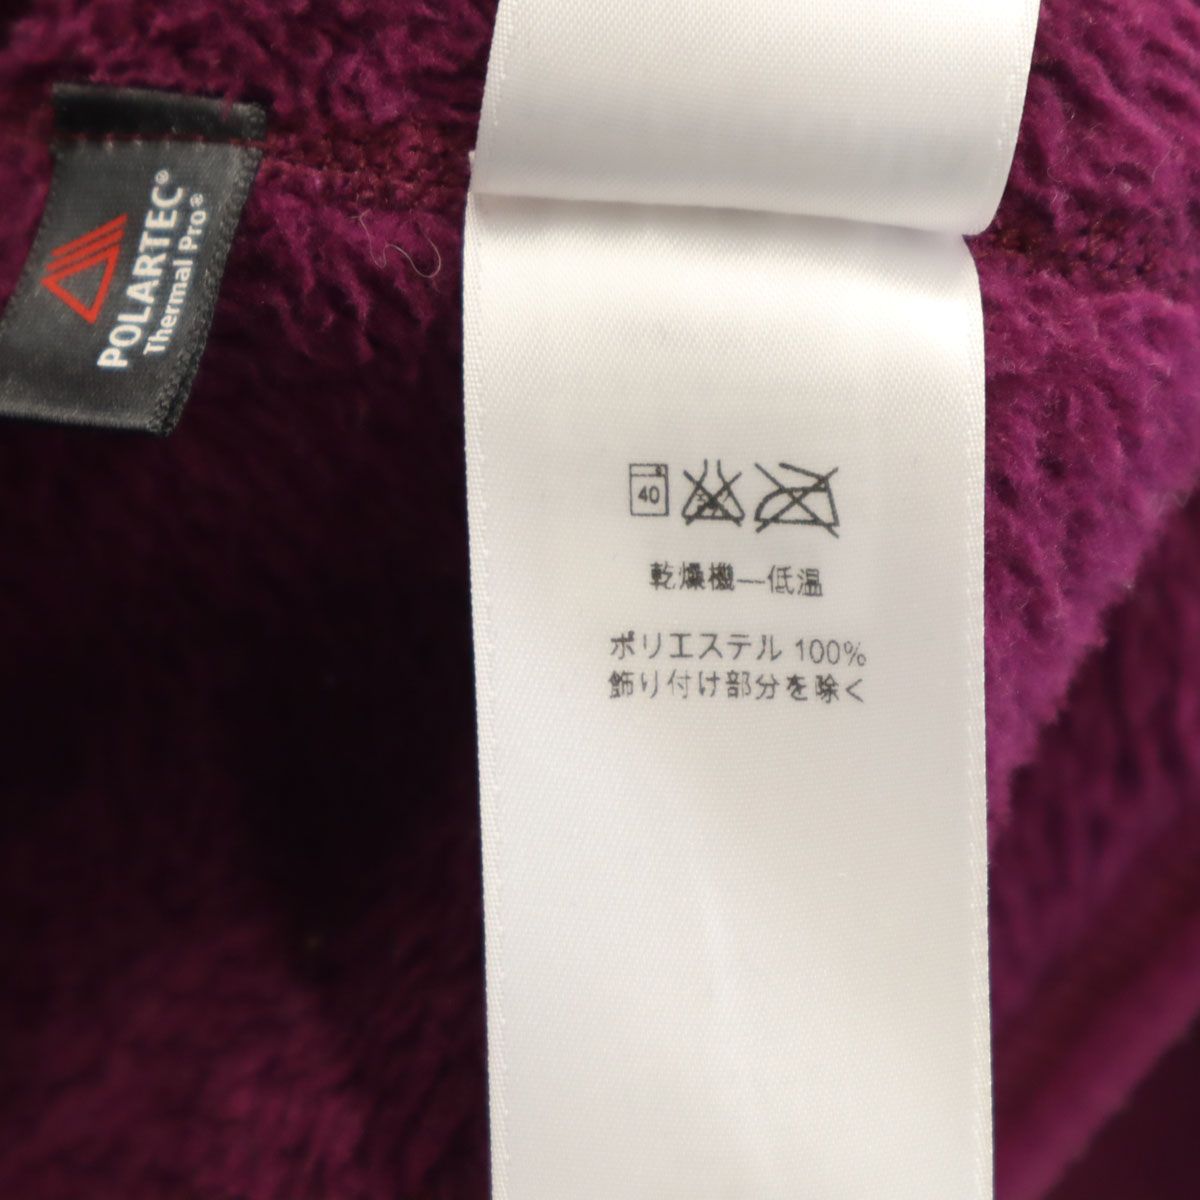 POLARTEC®
Thermal Pro®
40
乾燥機—低温
ポリエステル 100%
飾り付け部分を除く